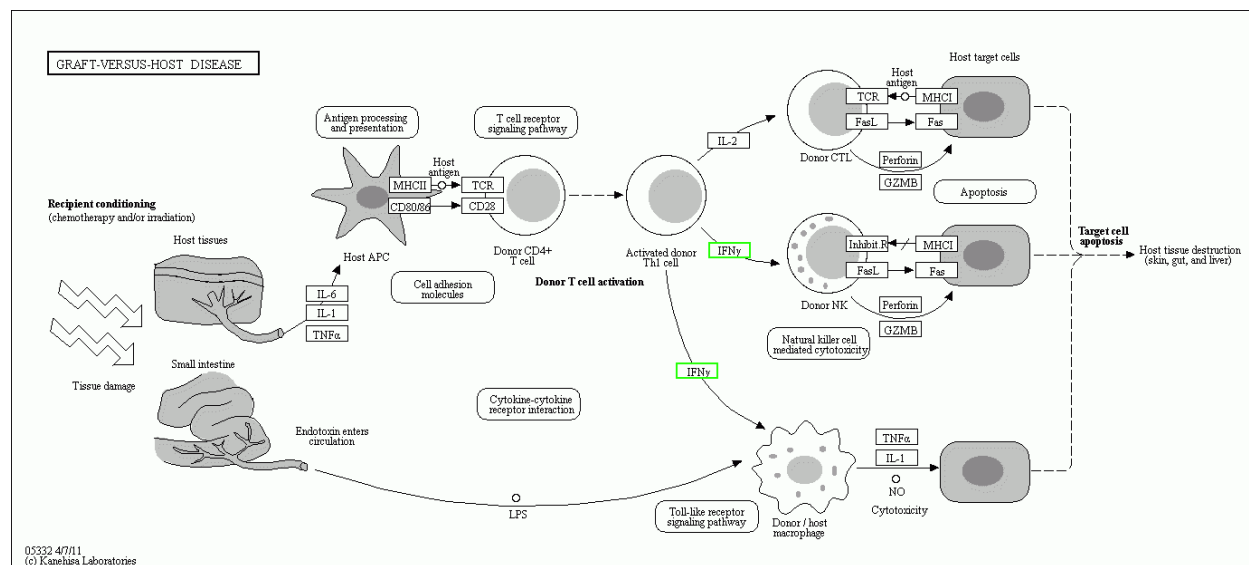 GRAFT-VERSUS-HOST DISEASE
Recipient conditioning
(chemotherapy and/or irradiation)
Host tissues
Tissue damage
Small intestine
Endotoxin enters
circulation
IL-6
IL-1
TNFα
Host APC
Antigen processing
and presentation
MHCII
Host
antigen
TCR
CD80/86
CD28
T cell receptor
signaling pathway
Donor CD4+
T cell
Cell adhesion
molecules
Donor T cell activation
Activated donor
Th1 cell
IL-2
IFNγ
IFNγ
Cytokine-cytokine
receptor interaction
LPS
Host target cells
Host
antigen
TCR
MHCI
FasL
Fas
Donor CTL
Perforin
GZMB
Apoptosis
Inhibit.R
MHCI
FasL
Fas
Donor NK
Perforin
GZMB
Natural killer cell
mediated cytotoxicity
Target cell
apoptosis
Host tissue destruction
(skin, gut, and liver)
TNFα
IL-1
NO
Cytotoxicity
Toll-like receptor
signaling pathway
Donor / host
macrophage
05332 4/7/11
(c) Kanehisa Laboratories